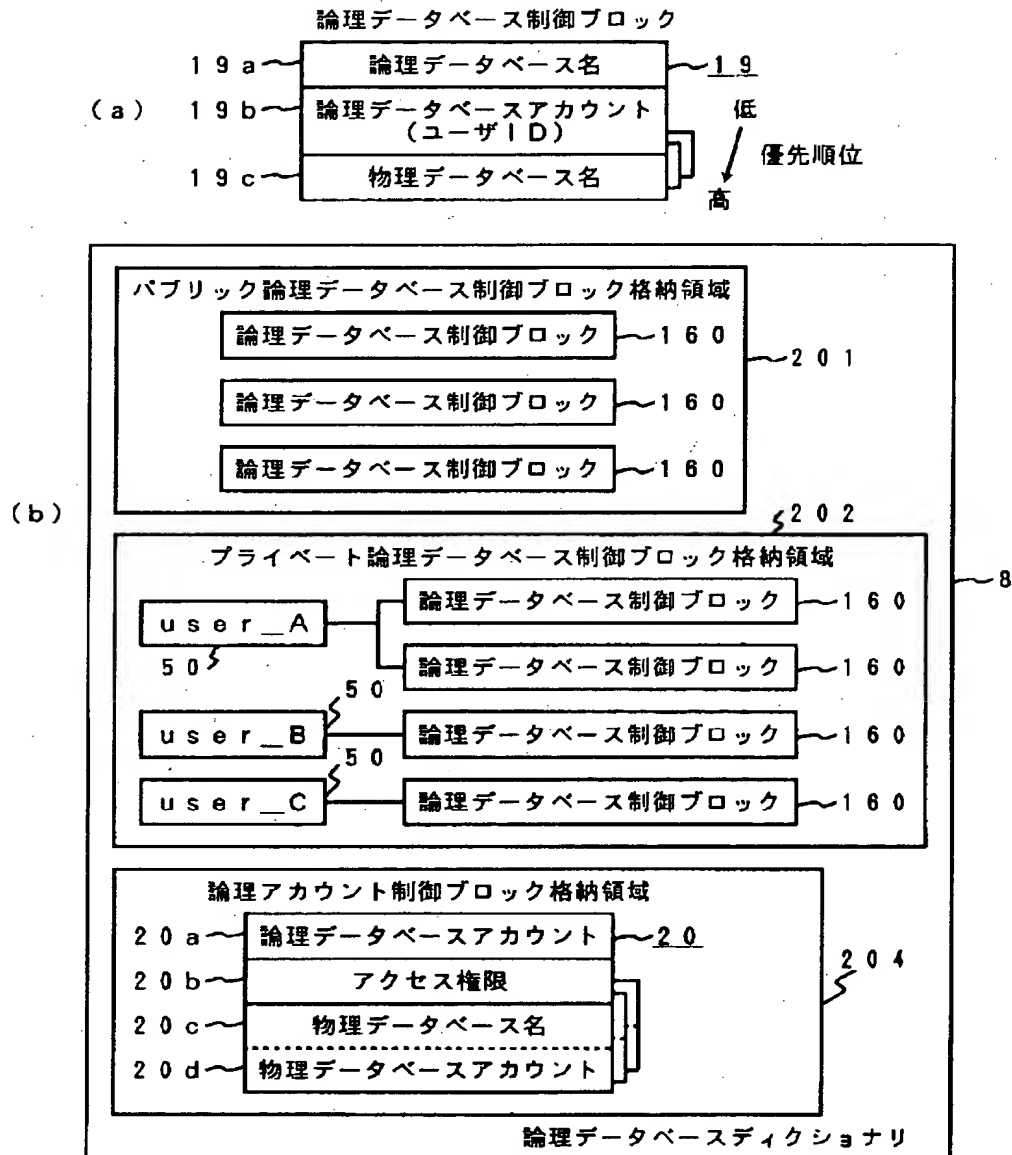 論理データベース制御ブロック
19a 論理データベース名 19
(a) 19b 論理データベースアカウント 低
(ユーザID)
優先順位
19c 物理データベース名
高
パブリック論理データベース制御ブロック格納領域
論理データベース制御ブロック 160
201
論理データベース制御ブロック 160
論理データベース制御ブロック 160
(b)
202
プライベート論理データベース制御ブロック格納領域
8
論理データベース制御ブロック 160
user_A
50
論理データベース制御ブロック 160
50
user_B 論理データベース制御ブロック 160
50
user_C 論理データベース制御ブロック 160
論理アカウント制御ブロック格納領域
20a 論理データベースアカウント 20
204
20b アクセス権限
20c 物理データベース名
20d 物理データベースアカウント
論理データベースディクショナリ